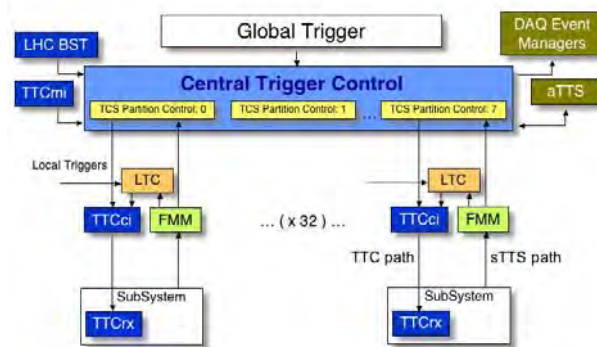 Global Trigger
DAQ Event
Managers
LHC BST
Central Trigger Control
TTCmi
aTTS
TCS Partition Control: 0
TCS Partition Control: 1
...
TCS Partition Control: 7
Local Triggers
LTC
LTC
TTCci
FMM
... ( x 32 ) ...
TTCci
FMM
TTC path
sTTS path
SubSystem
SubSystem
TTCrx
TTCrx